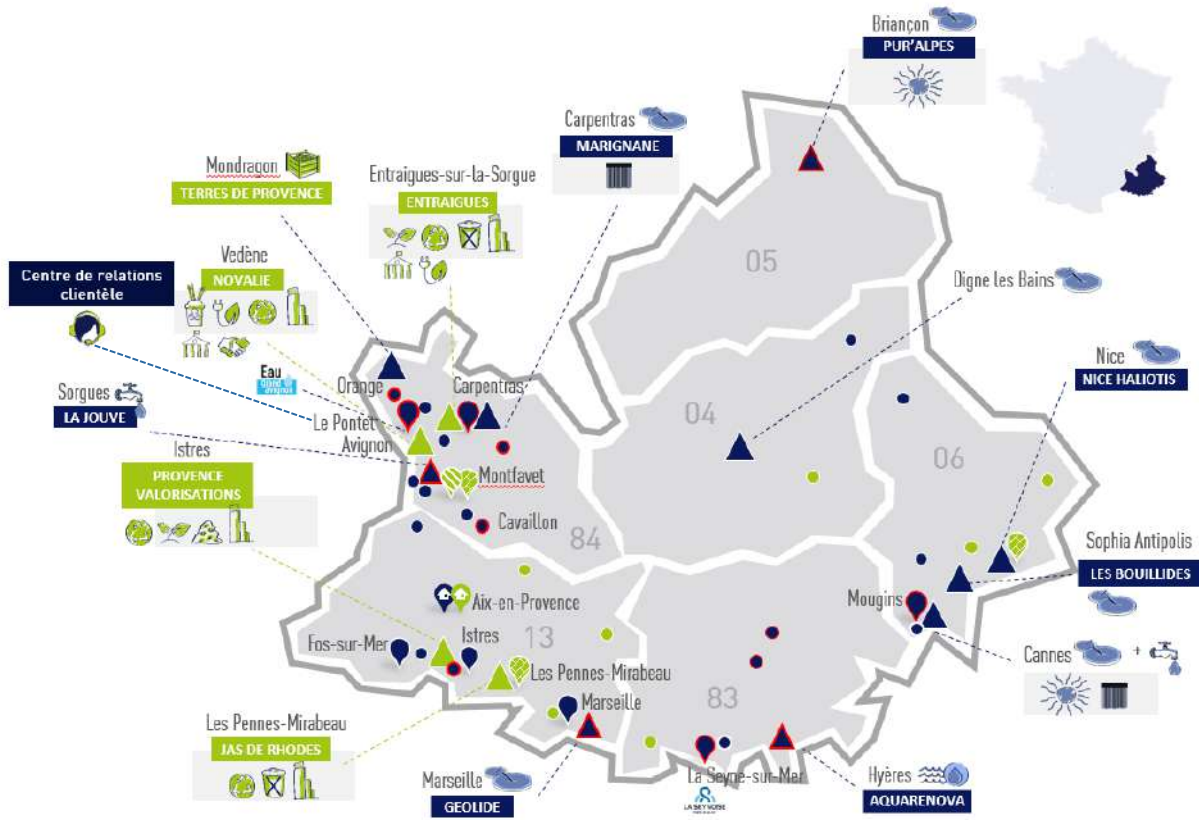 Briançon
PUR'ALPES
Carpentras
MARIGNANE
Mondragon
TERRES DE PROVENCE
Entraigues-sur-la-Sorgue
ENTRAIGUES
Vedène
NOVALIE
Centre de relations
clientèle
Eau
grand avignon
Sorgues
LA JOUVE
Istres
PROVENCE
VALORISATIONS
05
Digne les Bains
Nice
NICE HALIOTIS
Orange
Carpentras
Le Pontet
Avignon
04
06
Montfavet
Cavaillon
84
Sophia Antipolis
LES BOUILLIDES
Mougins
Aix-en-Provence
13
Istres
Fos-sur-Mer
Les Pennes-Mirabeau
Marseille
83
Cannes
+
Les Pennes-Mirabeau
JAS DE RHODES
Marseille
GEOLIDE
La Seyne-sur-Mer
LA SEYNOISE
Hyères
AQUARENOVA